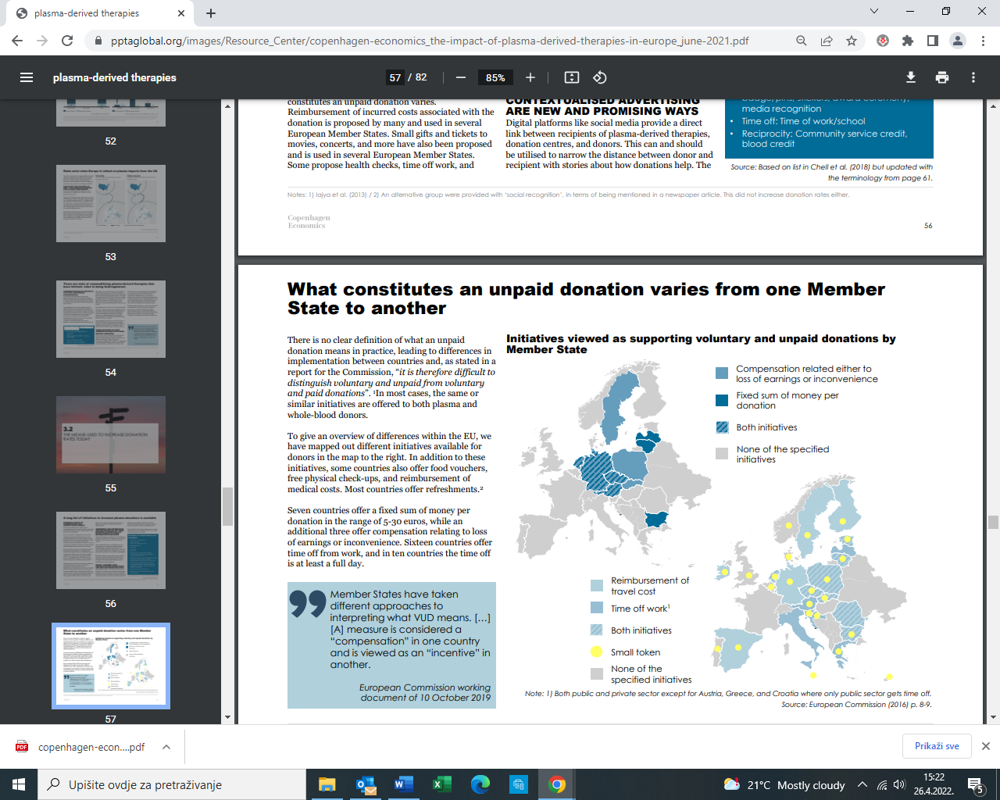 plasma-derived therapies
pptaglobal.org/images/Resource_Center/copenhagen-economics_the-impact-of-plasma-derived-therapies-in-europe_june-2021.pdf
plasma-derived therapies
57 / 82
85%
52
53
54
3.2
THE MEANS USED TO INCREASE DONATION
RATES TODAY
55
56
57
constitutes an unpaid donation varies.
Reimbursement of incurred costs associated with the
donation is proposed by many and used in several
European Member States. Small gifts and tickets to
movies, concerts, and more have also been proposed
and is used in several European Member States.
Some propose health checks, time off work, and
CONTEXTUALISED ADVERTISING
ARE NEW AND PROMISING WAYS
Digital platforms like social media provide a direct
link between recipients of plasma-derived therapies,
donation centres, and donors. This can and should
be utilised to narrow the distance between donor and
recipient with stories about how donations help. The
Badge/pins, stickers, award ceremony,
media recognition
• Time off: Time of work/school
• Reciprocity: Community service credit,
blood credit
Source: Based on list in Chell et al. (2018) but updated with
the terminology from page 61.
Notes: 1) Iajya et al. (2013) / 2) An alternative group were provided with 'social recognition', in terms of being mentioned in a newspaper article. This did not increase donation rates either.
Copenhagen
Economics
56
What constitutes an unpaid donation varies from one Member
State to another
There is no clear definition of what an unpaid
donation means in practice, leading to differences in
implementation between countries and, as stated in a
report for the Commission, "it is therefore difficult to
distinguish voluntary and unpaid from voluntary
and paid donations". ¹In most cases, the same or
similar initiatives are offered to both plasma and
whole-blood donors.
To give an overview of differences within the EU, we
have mapped out different initiatives available for
donors in the map to the right. In addition to these
initiatives, some countries also offer food vouchers,
free physical check-ups, and reimbursement of
medical costs. Most countries offer refreshments.²
Seven countries offer a fixed sum of money per
donation in the range of 5-30 euros, while an
additional three offer compensation relating to loss
of earnings or inconvenience. Sixteen countries offer
time off from work, and in ten countries the time off
is at least a full day.
Member States have taken
different approaches to
interpreting what VUD means. [...]
[A] measure is considered a
"compensation" in one country
and is viewed as an "incentive" in
another.
European Commission working
document of 10 October 2019
Initiatives viewed as supporting voluntary and unpaid donations by
Member State
Compensation related either to
loss of earnings or inconvenience
Fixed sum of money per
donation
Both initiatives
None of the specified
initiatives
Reimbursement of
travel cost
Time off work¹
Both initiatives
Small token
None of the
specified initiatives
Note: 1) Both public and private sector except for Austria, Greece, and Croatia where only public sector gets time off.
Source: European Commission (2016) p. 8-9.
PDF
copenhagen-econ....pdf
Prikaži sve
Upišite ovdje za pretraživanje
21°C Mostly cloudy
15:22
26.4.2022.
5